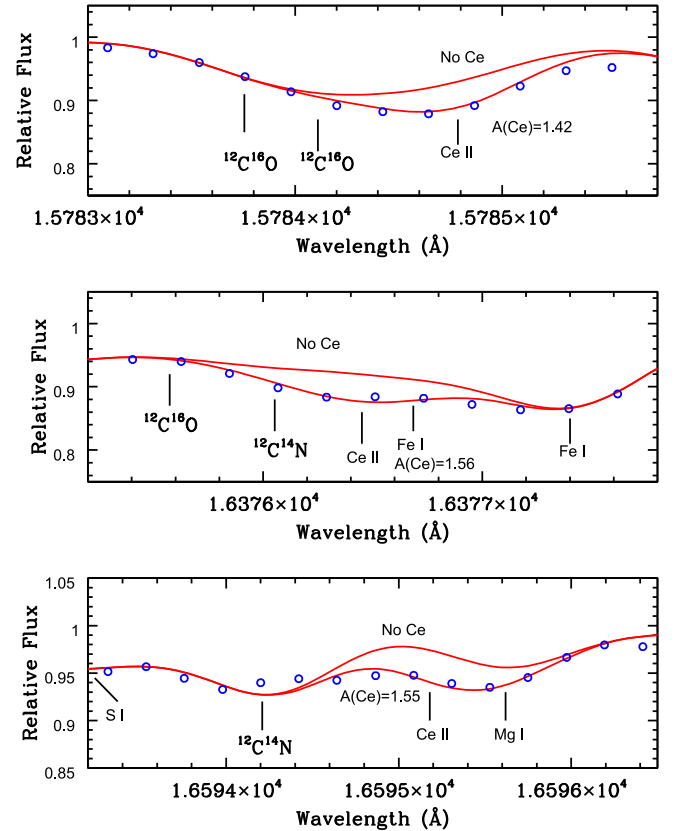 Relative Flux
1
0.9
0.8
No Ce
A(Ce)=1.42
¹²C¹⁶O
¹²C¹⁶O
Ce II
1.5783×10⁴
1.5784×10⁴
1.5785×10⁴
Wavelength (Å)
Relative Flux
1
0.9
0.8
No Ce
¹²C¹⁶O
¹²C¹⁴N
Ce II
Fe I
A(Ce)=1.56
Fe I
1.6376×10⁴
1.6377×10⁴
Wavelength (Å)
Relative Flux
1.05
1
0.95
0.9
0.85
No Ce
A(Ce)=1.55
S I
¹²C¹⁴N
Ce II
Mg I
1.6594×10⁴
1.6595×10⁴
1.6596×10⁴
Wavelength (Å)